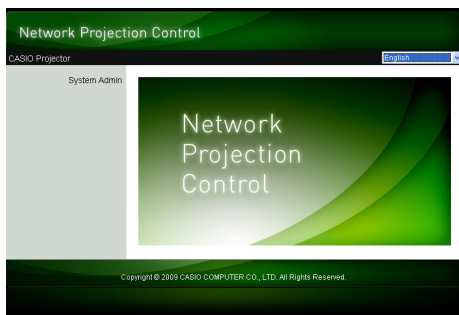 Network Projection Control
CASIO Projector
English
System Admin
Network
Projection
Control
Copyright © 2009 CASIO COMPUTER CO., LTD. All Rights Reserved.